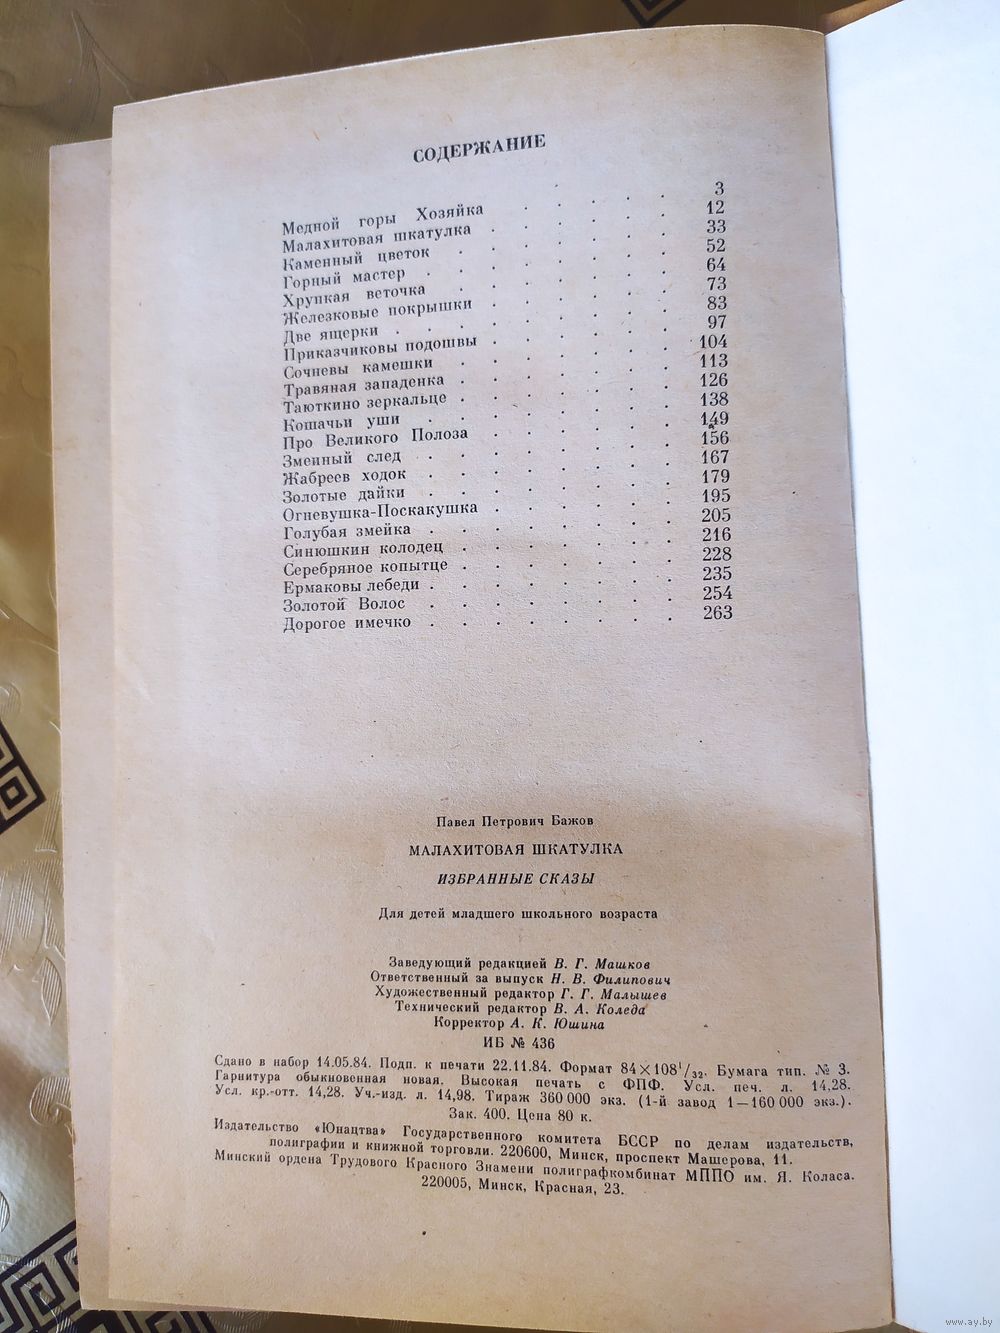 СОДЕРЖАНИЕ
Медной горы Хозяйка . . . . . 3
Малахитовая шкатулка . . . . . 12
Каменный цветок . . . . . 33
Горный мастер . . . . . 52
Хрупкая веточка . . . . . 64
Железковые покрышки . . . . . 73
Две ящерки . . . . . 83
Приказчиковы подошвы . . . . . 97
Сочневы камешки . . . . . 104
Травяная западенка . . . . . 113
Таюткино зеркальце . . . . . 126
Кошачьи уши . . . . . 138
Про Великого Полоза . . . . . 149
Змеиный след . . . . . 156
Жабреев ходок . . . . . 167
Золотые дайки . . . . . 179
Огневушка-Поскакушка . . . . . 195
Голубая змейка . . . . . 205
Синюшкин колодец . . . . . 216
Серебряное копытце . . . . . 228
Ермаковы лебеди . . . . . 235
Золотой Волос . . . . . 254
Дорогое имечко . . . . . 263
Павел Петрович Бажов
МАЛАХИТОВАЯ ШКАТУЛКА
ИЗБРАННЫЕ СКАЗЫ
Для детей младшего школьного возраста
Заведующий редакцией В. Г. Машков
Ответственный за выпуск Н. В. Филипович
Художественный редактор Г. Г. Малышев
Технический редактор В. А. Коледа
Корректор А. К. Юшина
ИБ № 436
Сдано в набор 14.05.84. Подп. к печати 22.11.84. Формат 84×108¹/₃₂. Бумага тип. № 3.
Гарнитура обыкновенная новая. Высокая печать с ФПФ. Усл. печ. л. 14,28.
Усл. кр.-отт. 14,28. Уч.-изд. л. 14,98. Тираж 360 000 экз. (1-й завод 1—160 000 экз.).
Зак. 400. Цена 80 к.
Издательство «Юнацтва» Государственного комитета БССР по делам издательств,
полиграфии и книжной торговли. 220600, Минск, проспект Машерова, 11.
Минский ордена Трудового Красного Знамени полиграфкомбинат МППО им. Я. Коласа.
220005, Минск, Красная, 23.
www.ay.by